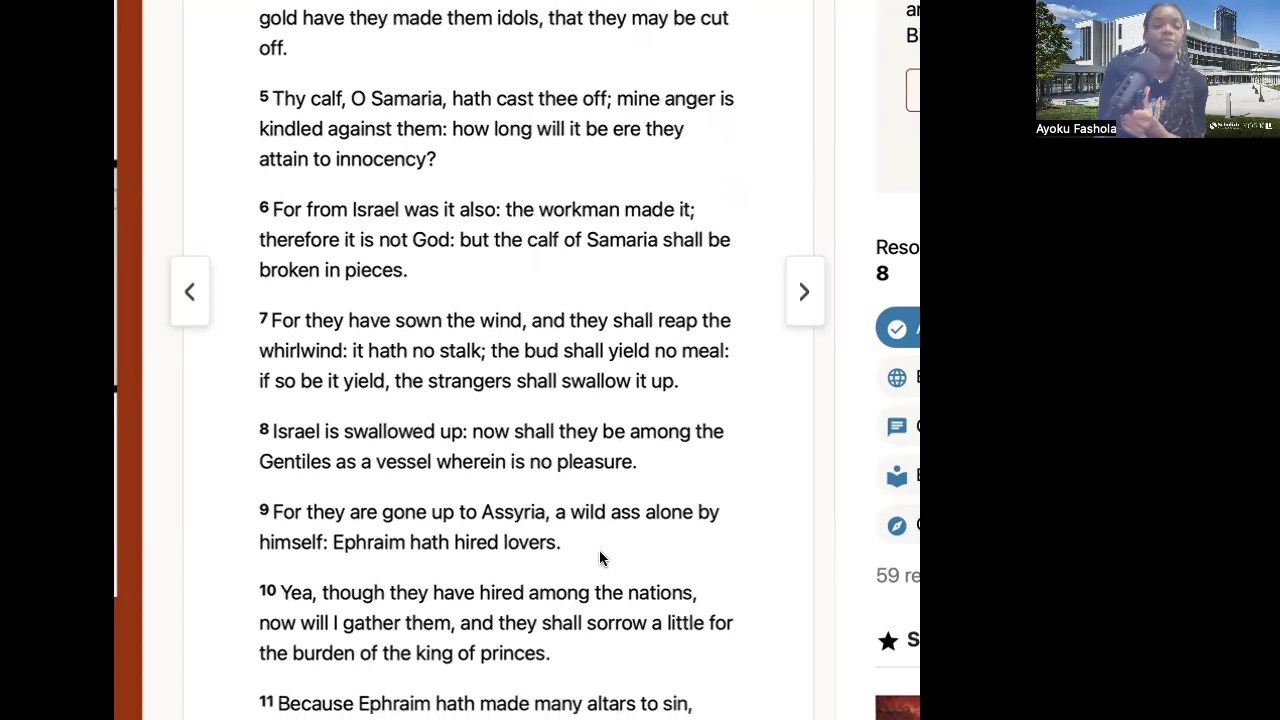 gold have they made them idols, that they may be cut
off.
5 Thy calf, O Samaria, hath cast thee off; mine anger is
kindled against them: how long will it be ere they
attain to innocency?
6 For from Israel was it also: the workman made it;
therefore it is not God: but the calf of Samaria shall be
broken in pieces.
7 For they have sown the wind, and they shall reap the
whirlwind: it hath no stalk; the bud shall yield no meal:
if so be it yield, the strangers shall swallow it up.
8 Israel is swallowed up: now shall they be among the
Gentiles as a vessel wherein is no pleasure.
9 For they are gone up to Assyria, a wild ass alone by
himself: Ephraim hath hired lovers.
10 Yea, though they have hired among the nations,
now will I gather them, and they shall sorrow a little for
the burden of the king of princes.
11 Because Ephraim hath made many altars to sin,
B
Reso
8
59 re
S
Ayoku Fashola